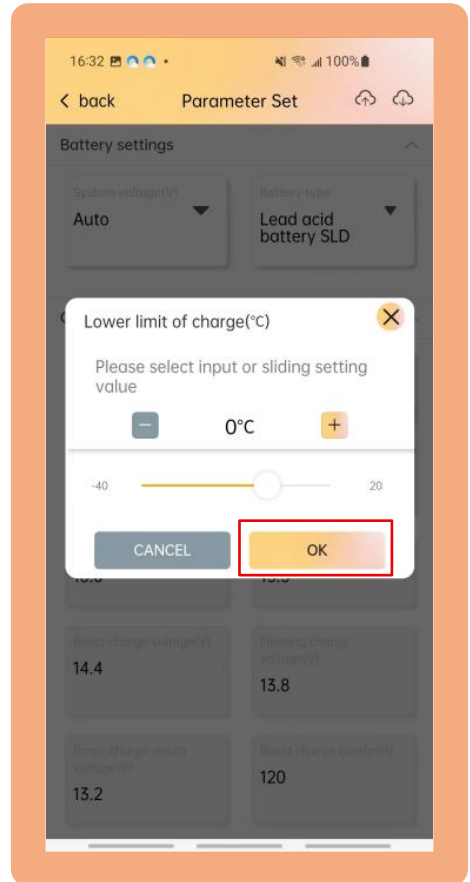 16:32 100%
back Parameter Set
Battery settings
System voltage(V) Battery type
Auto
Lead acid
battery SLD
Lower limit of charge(°C)
Please select input or sliding setting
value
0°C
-40 20
CANCEL OK
Boost charge voltage(V)
14.4
Floating charge
voltage(V)
13.8
Boost charge return
voltage(V)
13.2
Boost charge time(min)
120